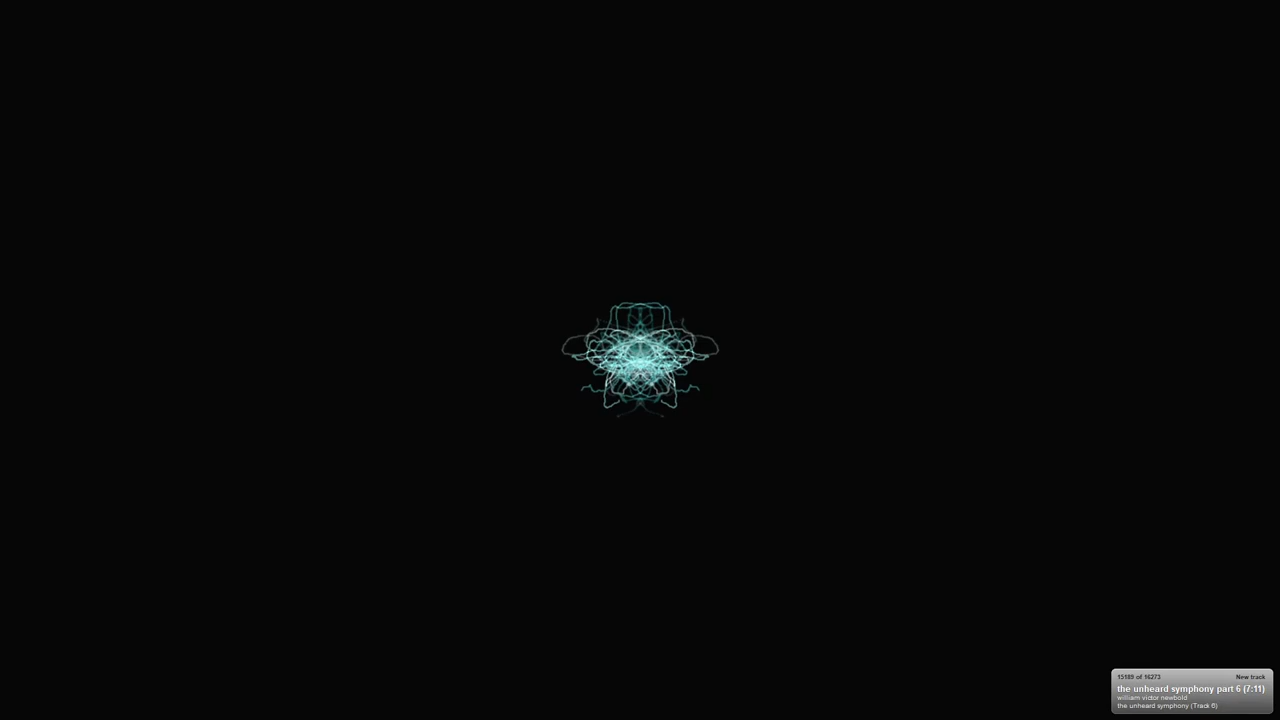 15189 of 16273 New track
the unheard symphony part 6 (7:11)
william victor newbold
the unheard symphony (Track 6)